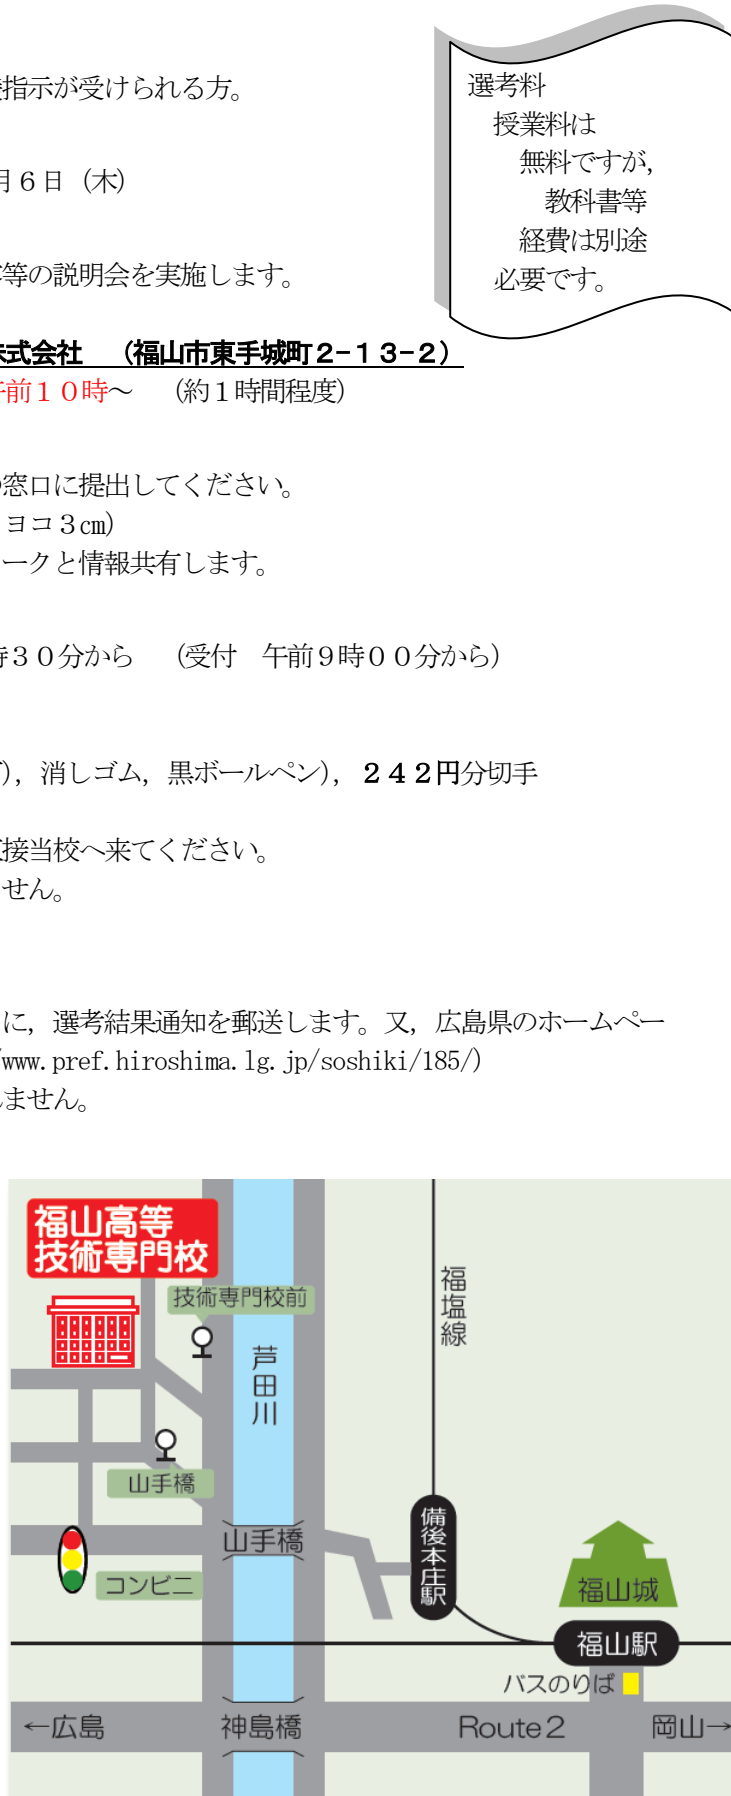 指示が受けられる方。
選考料
授業料は
無料ですが，
教科書等
経費は別途
必要です。
月６日（木）
等の説明会を実施します。
株式会社　（福山市東手城町２−１３−２）
午前１０時～　（約１時間程度）
窓口に提出してください。
ヨコ３㎝）
ークと情報共有します。
時３０分から　（受付　午前９時００分から）
），消しゴム，黒ボールペン），２４２円分切手
接当校へ来てください。
せん。
に，選考結果通知を郵送します。又，広島県のホームペー
/www.pref.hiroshima.lg.jp/soshiki/185/）
ません。
福山高等
技術専門校
技術専門校前
福塩線
芦田川
山手橋
山手橋
備後本庄駅
コンビニ
福山城
福山駅
バスのりば
←広島
神島橋
Route2
岡山→